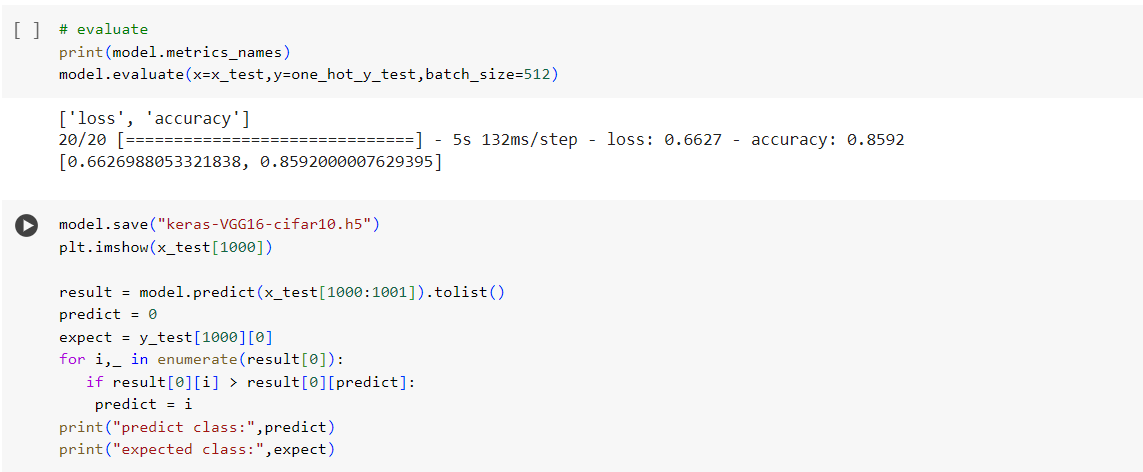 [ ] # evaluate
print(model.metrics_names)
model.evaluate(x=x_test,y=one_hot_y_test,batch_size=512)
['loss', 'accuracy']
20/20 [==============================] - 5s 132ms/step - loss: 0.6627 - accuracy: 0.8592
[0.6626988053321838, 0.8592000007629395]
model.save("keras-VGG16-cifar10.h5")
plt.imshow(x_test[1000])
result = model.predict(x_test[1000:1001]).tolist()
predict = 0
expect = y_test[1000][0]
for i,_ in enumerate(result[0]):
   if result[0][i] > result[0][predict]:
    predict = i
print("predict class:",predict)
print("expected class:",expect)